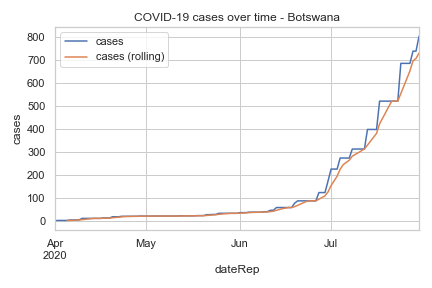 COVID-19 cases over time - Botswana
cases
cases (rolling)
800
700
600
500
400
300
200
100
0
cases
Apr
2020
May
Jun
Jul
dateRep